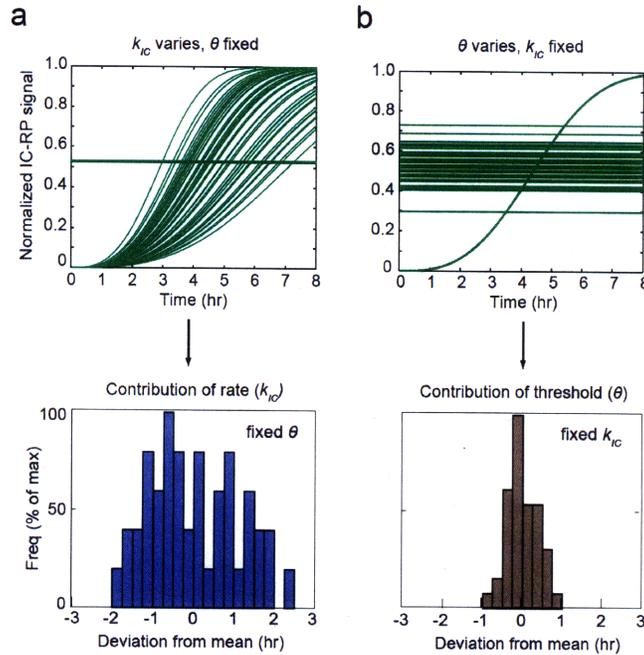 a
k_IC varies, θ fixed
Normalized IC-RP signal
1.0
0.8
0.6
0.4
0.2
0
0 1 2 3 4 5 6 7 8
Time (hr)
Contribution of rate (k_IC)
fixed θ
Freq (% of max)
100
50
0
-3 -2 -1 0 1 2 3
Deviation from mean (hr)
b
θ varies, k_IC fixed
1.0
0.8
0.6
0.4
0.2
0
0 1 2 3 4 5 6 7 8
Time (hr)
Contribution of threshold (θ)
fixed k_IC
-3 -2 -1 0 1 2 3
Deviation from mean (hr)